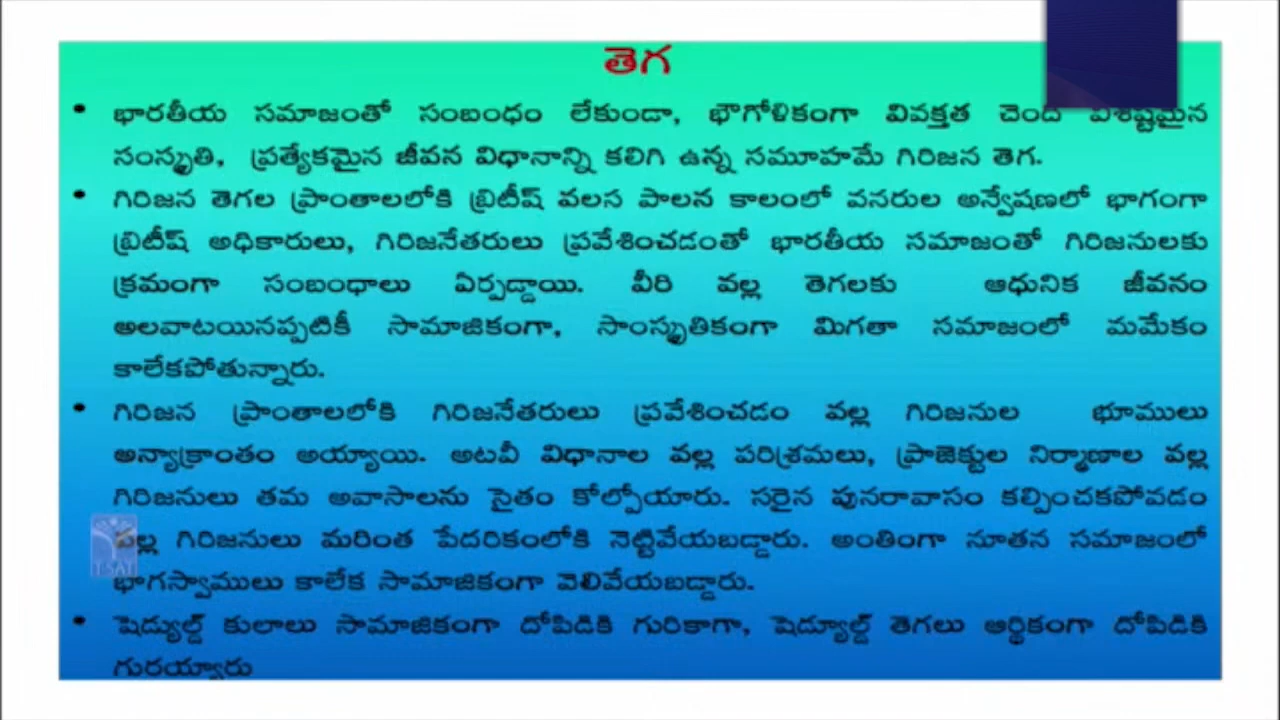 తెగ
• భారతీయ సమాజంతో సంబంధం లేకుండా, భౌగోళికంగా వివక్తత చెంది విశిష్టమైన
సంస్కృతి, ప్రత్యేకమైన జీవన విధానాన్ని కలిగి ఉన్న సమూహమే గిరిజన తెగ.
• గిరిజన తెగల ప్రాంతాలలోకి బ్రిటీష్ వలస పాలన కాలంలో వనరుల అన్వేషణలో భాగంగా
బ్రిటీష్ అధికారులు, గిరిజనేతరులు ప్రవేశించడంతో భారతీయ సమాజంతో గిరిజనులకు
క్రమంగా సంబంధాలు ఏర్పడ్డాయి. వీరి వల్ల తెగలకు ఆధునిక జీవనం
అలవాటయినప్పటికీ సామాజికంగా, సాంస్కృతికంగా మిగతా సమాజంలో మమేకం
కాలేకపోతున్నారు.
• గిరిజన ప్రాంతాలలోకి గిరిజనేతరులు ప్రవేశించడం వల్ల గిరిజనుల భూములు
అన్యాక్రాంతం అయ్యాయి. అటవీ విధానాల వల్ల పరిశ్రమలు, ప్రాజెక్టుల నిర్మాణాల వల్ల
గిరిజనులు తమ అవాసాలను సైతం కోల్పోయారు. సరైన పునరావాసం కల్పించకపోవడం
వల్ల గిరిజనులు మరింత పేదరికంలోకి నెట్టివేయబడ్డారు. అంతింగా నూతన సమాజంలో
భాగస్వాములు కాలేక సామాజికంగా వెలివేయబడ్డారు.
• షెడ్యుల్డ్ కులాలు సామాజికంగా దోపిడికి గురికాగా, షెడ్యూల్డ్ తెగలు ఆర్థికంగా దోపిడికి
గురయ్యారు
T-SAT